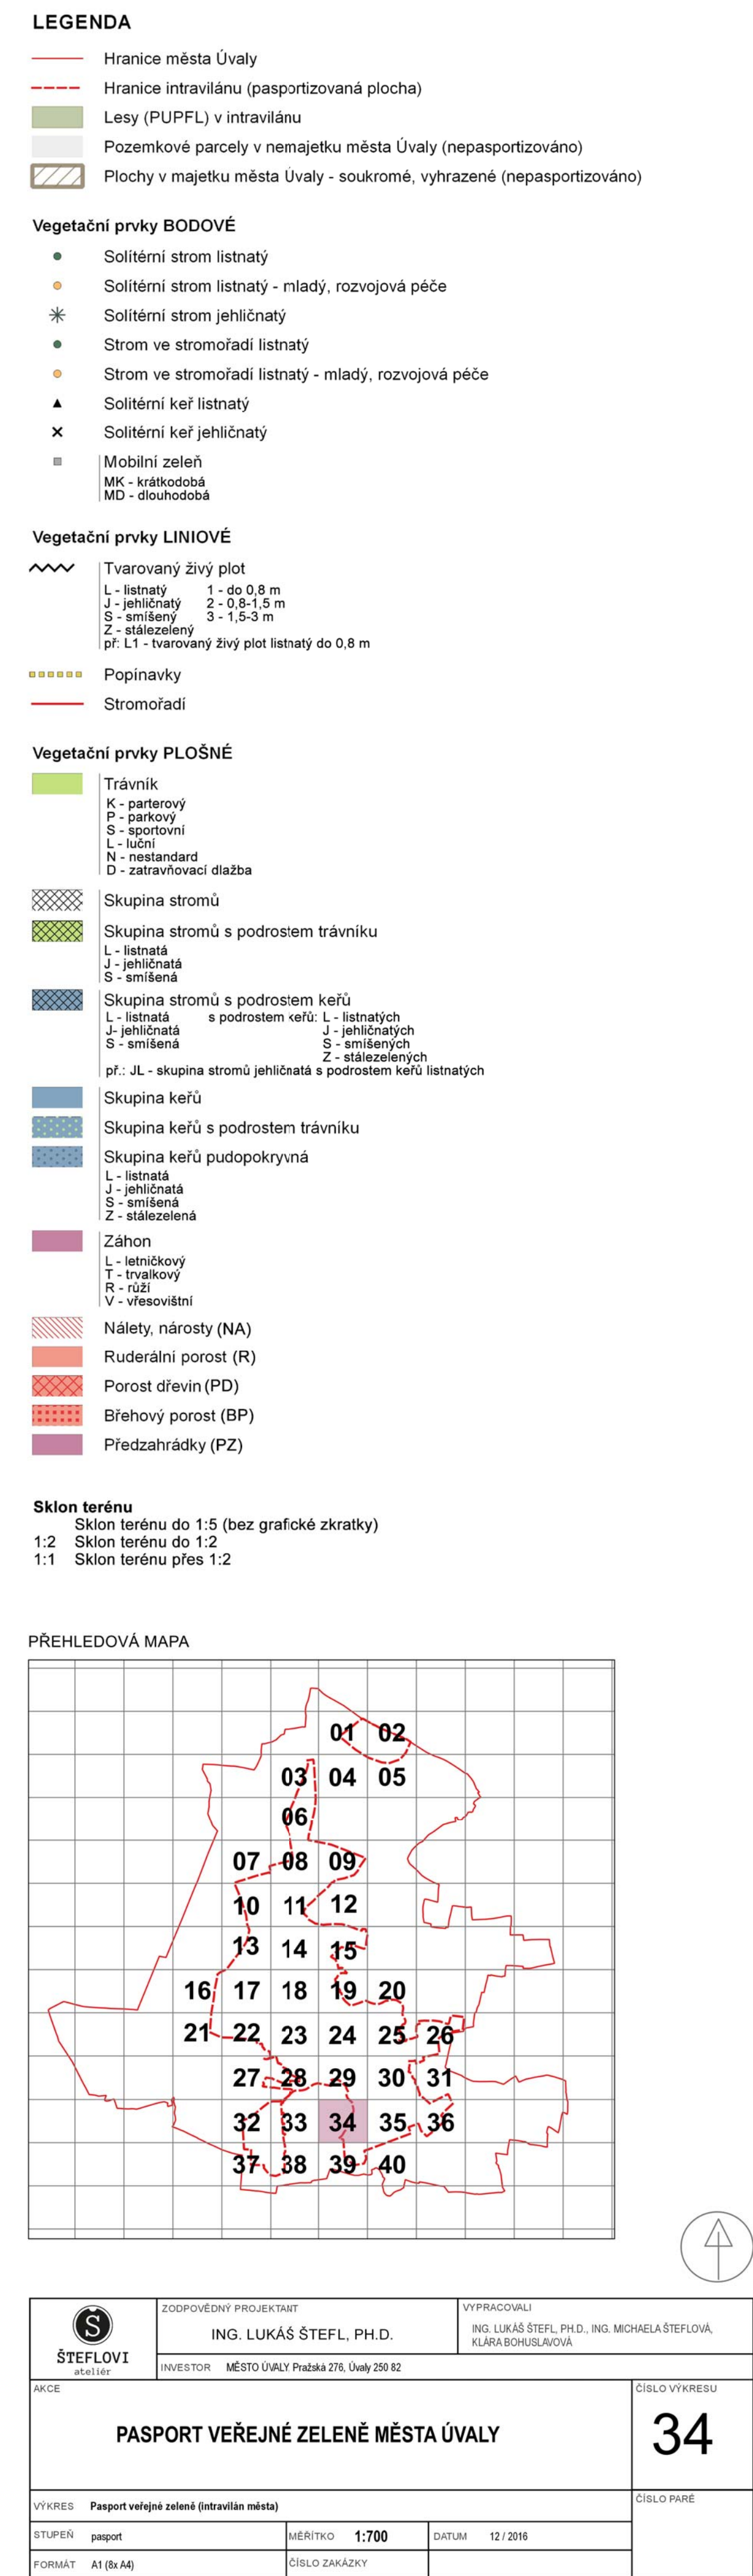 LEGENDA
Hranice města Úvaly
Hranice intravilánu (pasportizovaná plocha)
Lesy (PUPFL) v intravilánu
Pozemkové parcely v nemajetku města Úvaly (nepasportizováno)
Plochy v majetku města Úvaly - soukromé, vyhrazené (nepasportizováno)
Vegetační prvky BODOVÉ
Solítérní strom listnatý
Solítérní strom listnatý - mladý, rozvojová péče
Solítérní strom jehličnatý
Strom ve stromořadí listnatý
Strom ve stromořadí listnatý - mladý, rozvojová péče
Solitérní keř listnatý
Solitérní keř jehličnatý
Mobilní zeleň
MK - krátkodobá
MD - dlouhodobá
Vegetační prvky LINIOVÉ
Tvarovaný živý plot
L - listnatý 1 - do 0,8 m
J - jehličnatý 2 - 0,8-1,5 m
S - smíšený 3 - 1,5-3 m
Z - stálezelený
př: L1 - tvarovaný živý plot listnatý do 0,8 m
Popínavky
Stromořadí
Vegetační prvky PLOŠNÉ
Trávník
K - parterový
P - parkový
S - sportovní
L - luční
N - nestandard
D - zatravňovací dlažba
Skupina stromů
Skupina stromů s podrostem trávníku
L - listnatá
J - jehličnatá
S - smíšená
Skupina stromů s podrostem keřů
L - listnatá s podrostem keřů: L - listnatých
J- jehličnatá J - jehličnatých
S - smíšená S - smíšených
Z - stálezelených
př.: JL - skupina stromů jehličnatá s podrostem keřů listnatých
Skupina keřů
Skupina keřů s podrostem trávníku
Skupina keřů pudopokryvná
L - listnatá
J - jehličnatá
S - smíšená
Z - stálezelená
Záhon
L - letničkový
T - trvalkový
R - růží
V - vřesovištní
Nálety, nárosty (NA)
Ruderální porost (R)
Porost dřevin (PD)
Břehový porost (BP)
Předzahrádky (PZ)
Sklon terénu
Sklon terénu do 1:5 (bez grafické zkratky)
1:2 Sklon terénu do 1:2
1:1 Sklon terénu přes 1:2
PŘEHLEDOVÁ MAPA
01 02
03 04 05
06
07 08 09
10 11 12
13 14 15
16 17 18 19 20
21 22 23 24 25 26
27 28 29 30 31
32 33 34 35 36
37 38 39 40
Š
ŠTEFLOVI
ateliér
ZODPOVĚDNÝ PROJEKTANT
ING. LUKÁŠ ŠTEFL, PH.D.
VYPRACOVALI
ING. LUKÁŠ ŠTEFL, PH.D., ING. MICHAELA ŠTEFLOVÁ,
KLÁRA BOHUSLAVOVÁ
INVESTOR MĚSTO ÚVALY. Pražská 276, Úvaly 250 82
AKCE
PASPORT VEŘEJNÉ ZELENĚ MĚSTA ÚVALY
ČÍSLO VÝKRESU
34
VÝKRES Pasport veřejné zeleně (intravilán města)
ČÍSLO PARÉ
STUPEŇ pasport MĚŘÍTKO 1:700 DATUM 12 / 2016
FORMÁT A1 (8x A4) ČÍSLO ZAKÁZKY